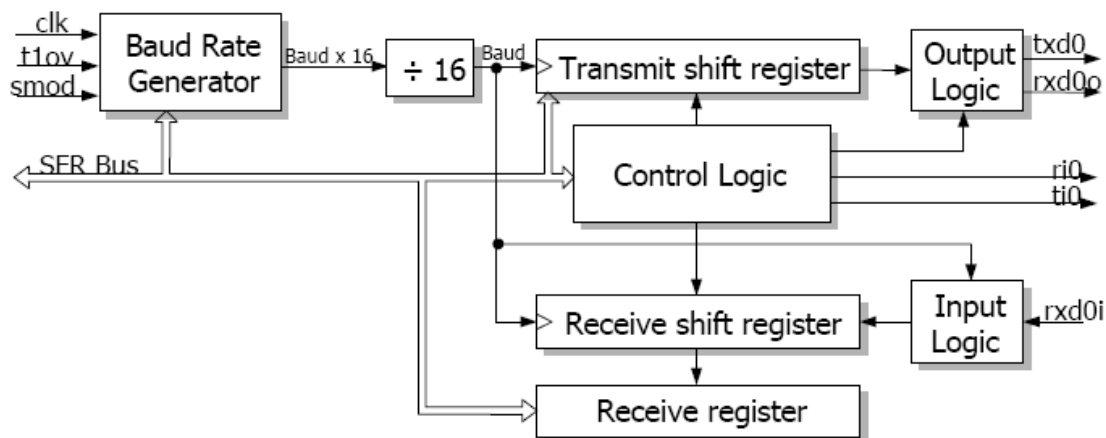 clk
t1ov
smod
Baud Rate
Generator
Baud x 16
÷ 16
Baud
Transmit shift register
Output
Logic
txd0
rxd0o
SFR Bus
Control Logic
ri0
ti0
Receive shift register
Input
Logic
rxd0i
Receive register